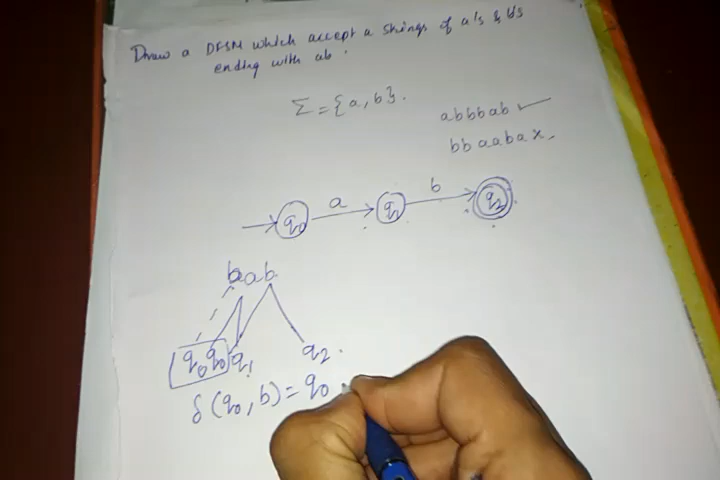 Draw a DFSM which accept a strings of a's & b's
ending with ab.
Σ = {a, b}.
abbbab ✓
bbaaba x
q0 a q1 b q2
bab
q0 q0 q1 q2.
δ(q0, b) = q0